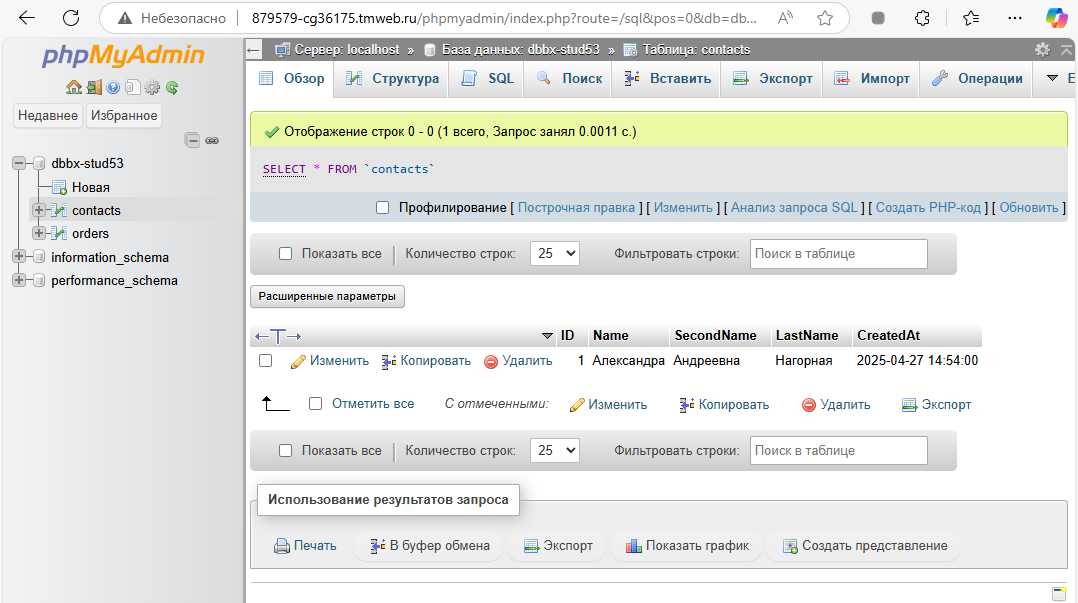 Небезопасно
879579-cg36175.tmweb.ru/phpmyadmin/index.php?route=/sql&pos=0&db=db...
phpMyAdmin
Недавнее Избранное
dbbx-stud53
Новая
contacts
orders
information_schema
performance_schema
Сервер: localhost » База данных: dbbx-stud53 » Таблица: contacts
Обзор Структура SQL Поиск Вставить Экспорт Импорт Операции
Отображение строк 0 - 0 (1 всего, Запрос занял 0.0011 с.)
SELECT * FROM `contacts`
Профилирование [ Построчная правка ] [ Изменить ] [ Анализ запроса SQL ] [ Создать PHP-код ] [ Обновить ]
Показать все Количество строк: 25 Фильтровать строки: Поиск в таблице
Расширенные параметры
ID Name SecondName LastName CreatedAt
Изменить Копировать Удалить 1 Александра Андреевна Нагорная 2025-04-27 14:54:00
Отметить все С отмеченными: Изменить Копировать Удалить Экспорт
Показать все Количество строк: 25 Фильтровать строки: Поиск в таблице
Использование результатов запроса
Печать В буфер обмена Экспорт Показать график Создать представление